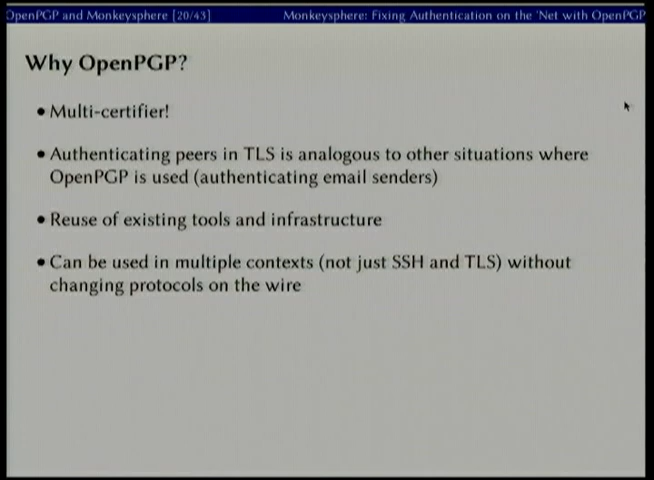 OpenPGP and Monkeysphere [20/43] Monkeysphere: Fixing Authentication on the 'Net with OpenPGP
Why OpenPGP?
• Multi-certifier!
• Authenticating peers in TLS is analogous to other situations where
OpenPGP is used (authenticating email senders)
• Reuse of existing tools and infrastructure
• Can be used in multiple contexts (not just SSH and TLS) without
changing protocols on the wire